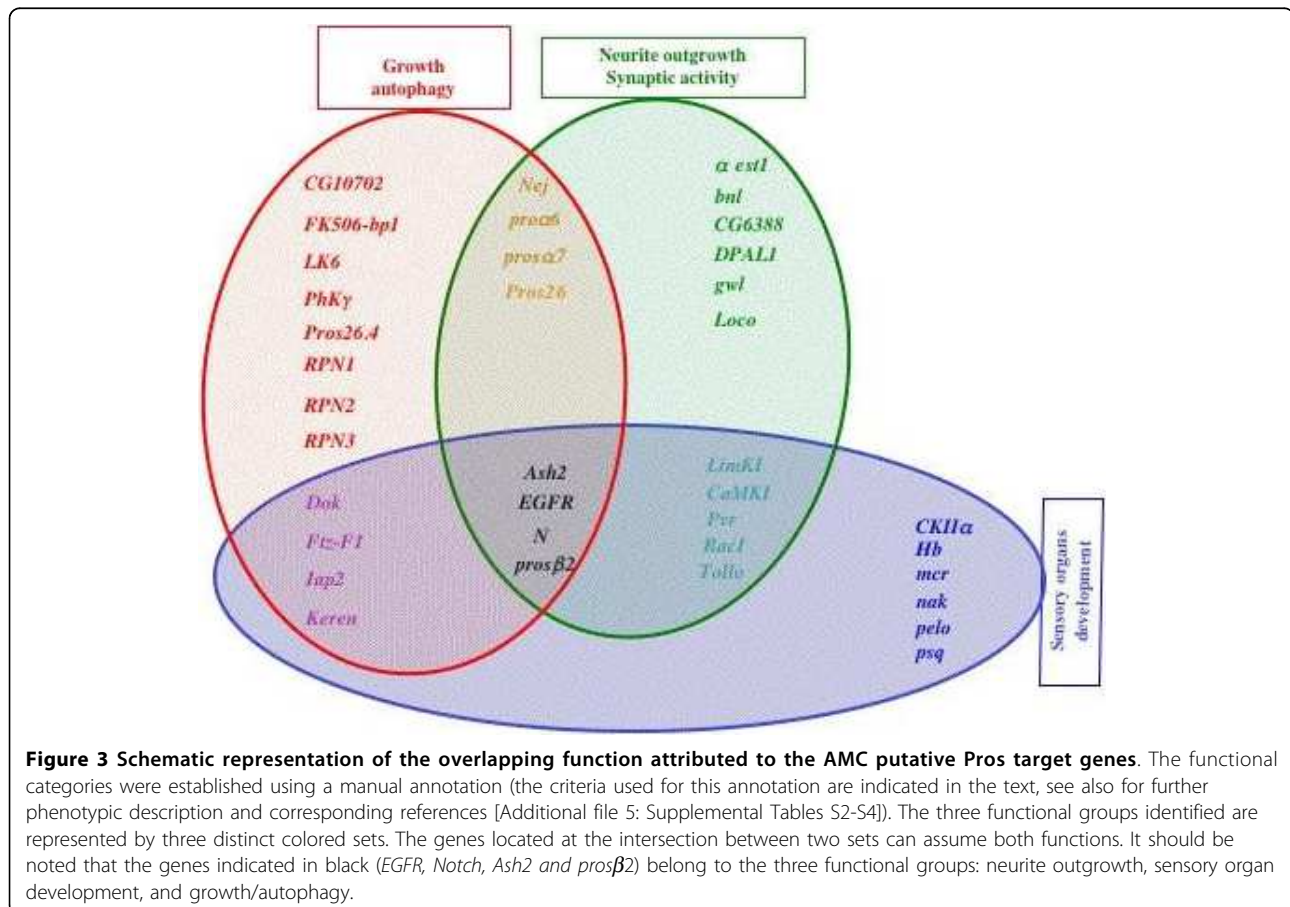 Growth
autophagy
Neurite outgrowth
Synaptic activity
CG10702
FK506-bp1
LK6
PhKγ
Pros26.4
RPN1
RPN2
RPN3
Nej
proα6
prosα7
Pros26
α est1
bnl
CG6388
DPAL1
gwl
Loco
Dok
Ftz-F1
Iap2
Keren
Ash2
EGFR
N
prosβ2
LimK1
CaMKI
Pvr
Rac1
Tollo
CKIIα
Hb
mcr
nak
pelo
psq
Sensory organs
development
Figure 3 Schematic representation of the overlapping function attributed to the AMC putative Pros target genes. The functional
categories were established using a manual annotation (the criteria used for this annotation are indicated in the text, see also for further
phenotypic description and corresponding references [Additional file 5: Supplemental Tables S2-S4]). The three functional groups identified are
represented by three distinct colored sets. The genes located at the intersection between two sets can assume both functions. It should be
noted that the genes indicated in black (EGFR, Notch, Ash2 and prosβ2) belong to the three functional groups: neurite outgrowth, sensory organ
development, and growth/autophagy.